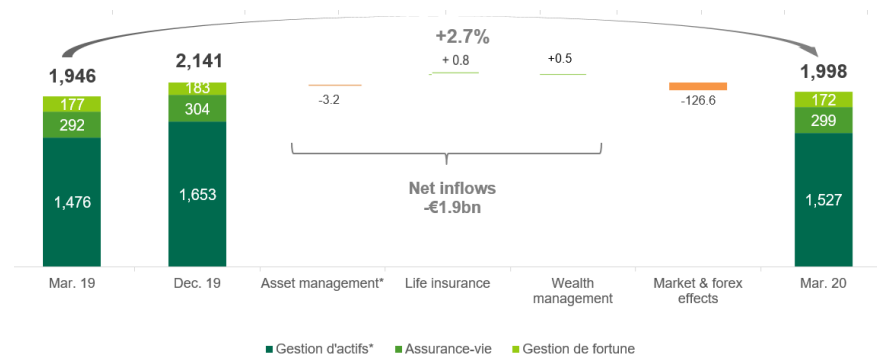 +2.7%
1,946
2,141
+ 0.8
+0.5
1,998
177
183
-3.2
-126.6
172
292
304
299
1,476
1,653
Net inflows
-€1.9bn
1,527
Mar. 19
Dec. 19
Asset management*
Life insurance
Wealth
management
Market & forex
effects
Mar. 20
Gestion d'actifs*
Assurance-vie
Gestion de fortune